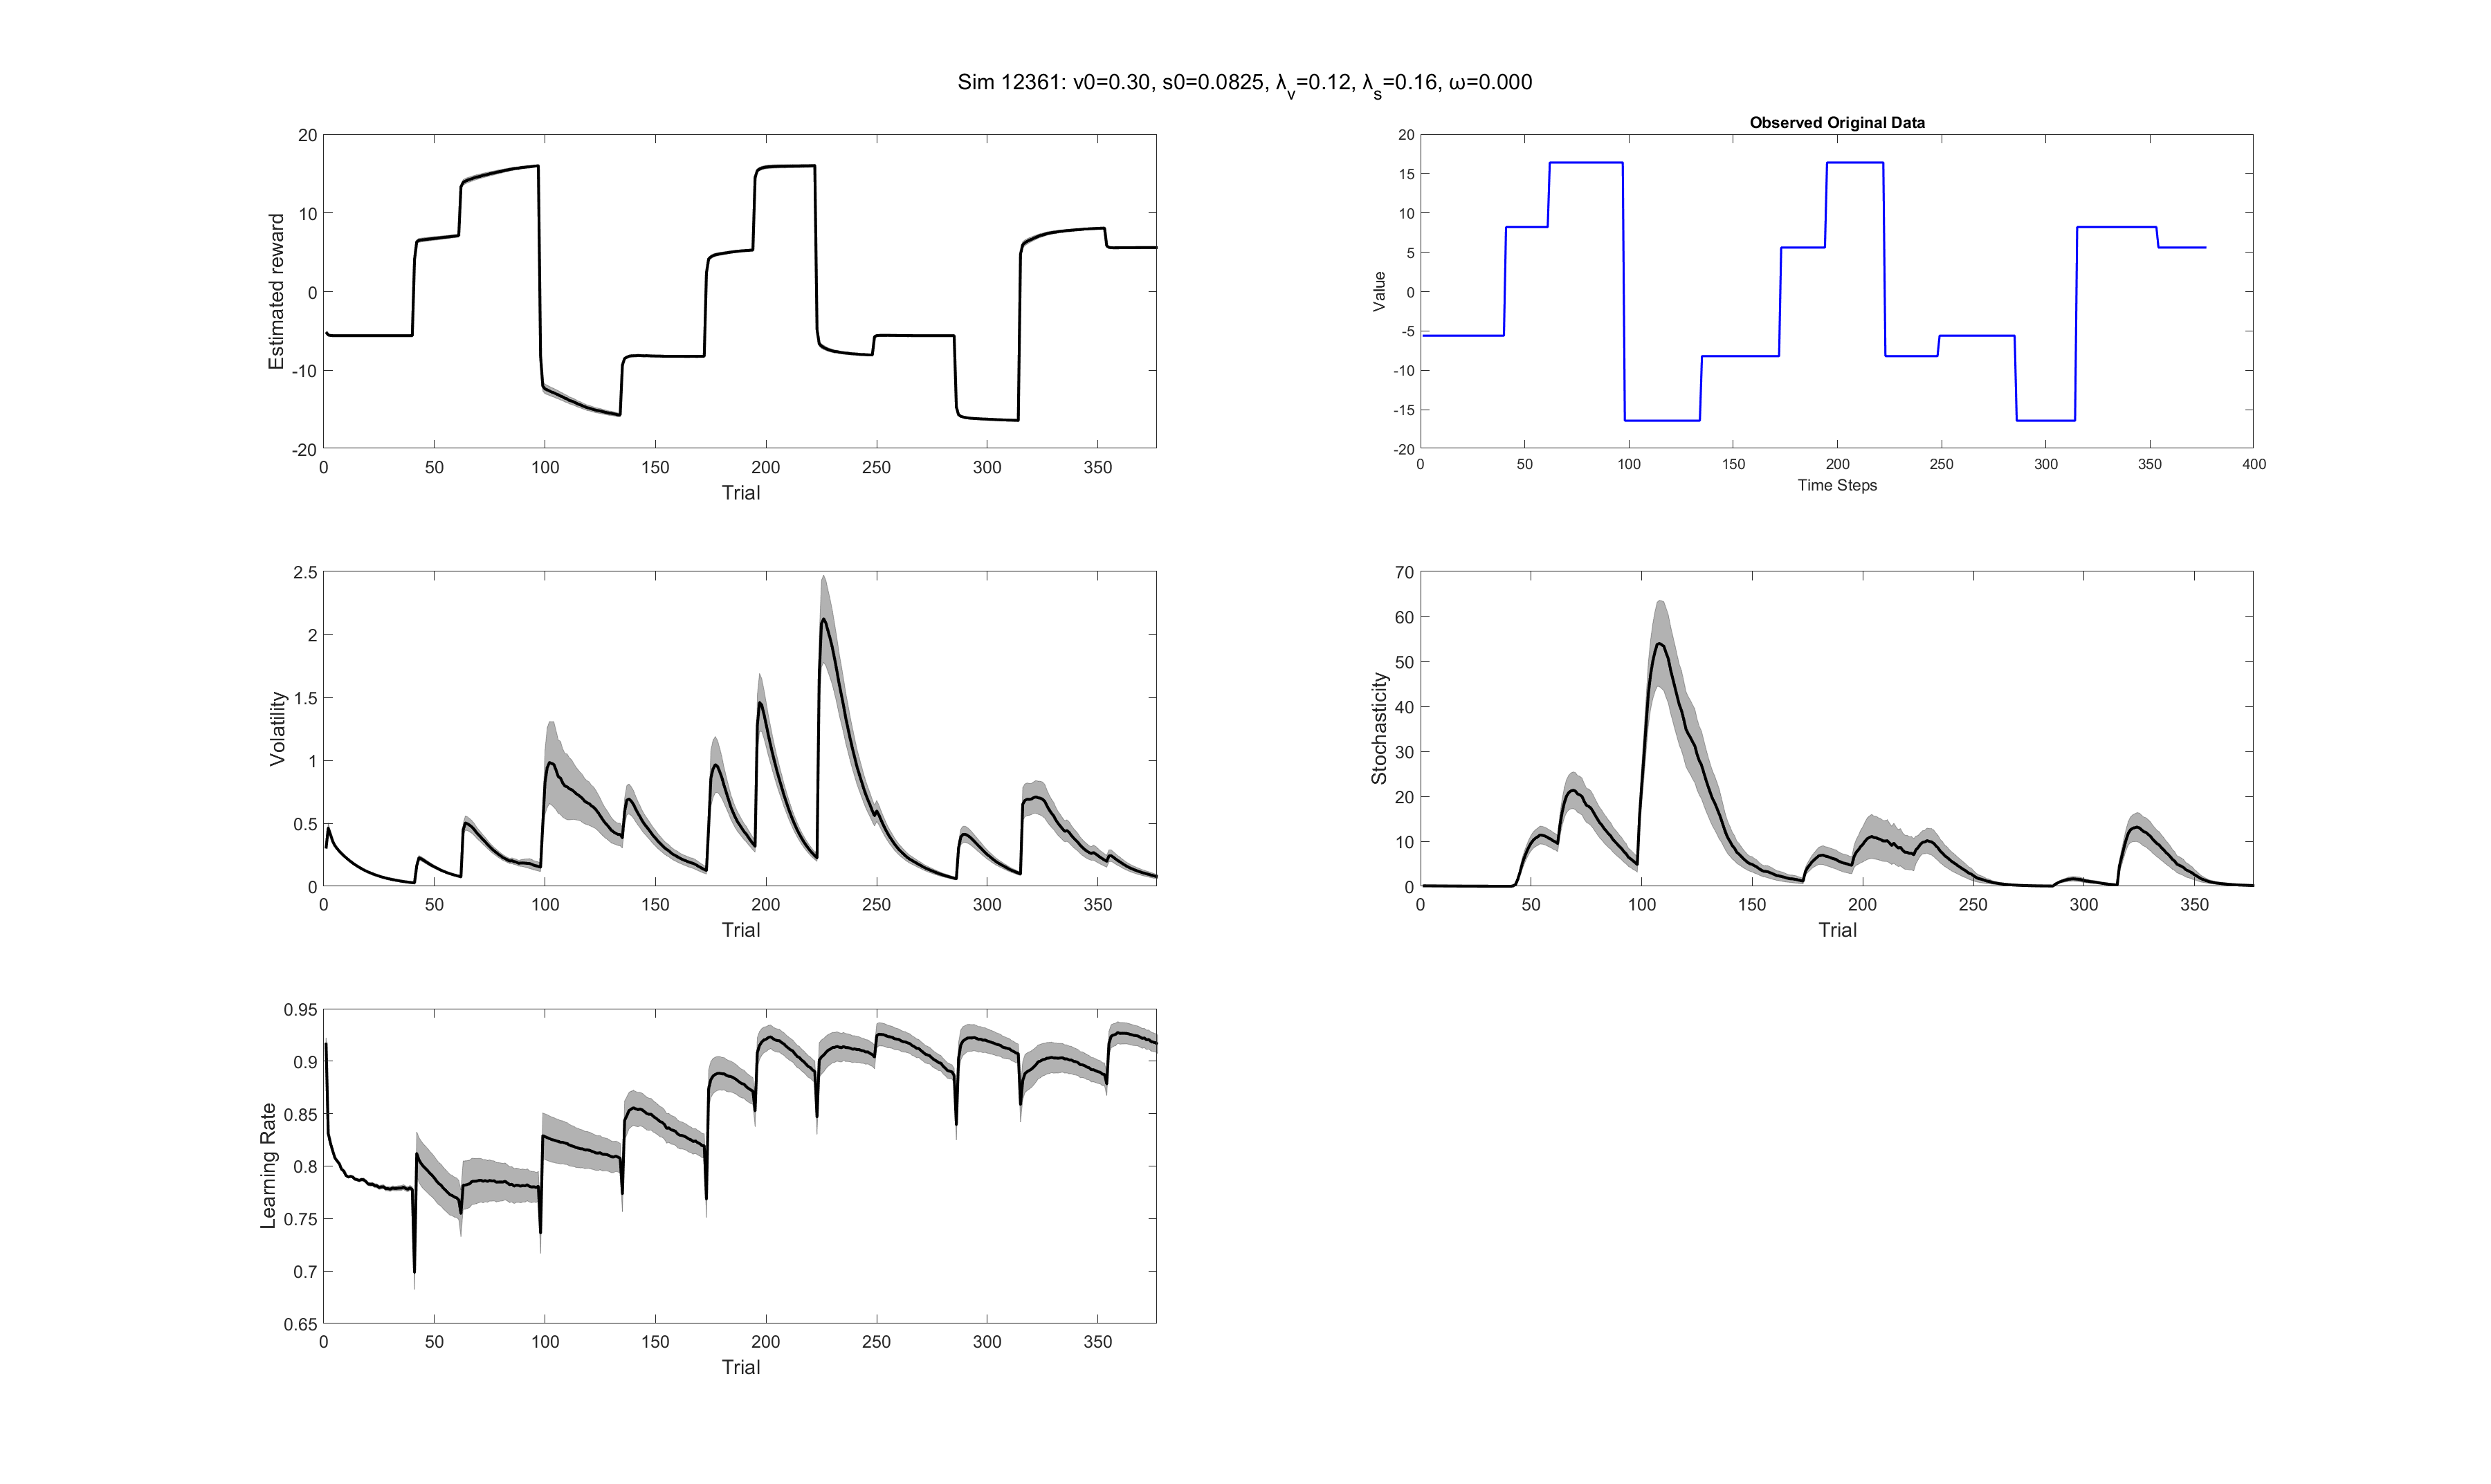 Sim 12361: v0=0.30, s0=0.0825, λv=0.12, λs=0.16, ω=0.000
Estimated reward
20
10
0
-10
-20
0 50 100 150 200 250 300 350
Trial
Observed Original Data
Value
20
15
10
5
0
-5
-10
-15
-20
0 50 100 150 200 250 300 350 400
Time Steps
Volatility
2.5
2
1.5
1
0.5
0
0 50 100 150 200 250 300 350
Trial
Stochasticity
70
60
50
40
30
20
10
0
0 50 100 150 200 250 300 350
Trial
Learning Rate
0.95
0.9
0.85
0.8
0.75
0.7
0.65
0 50 100 150 200 250 300 350
Trial